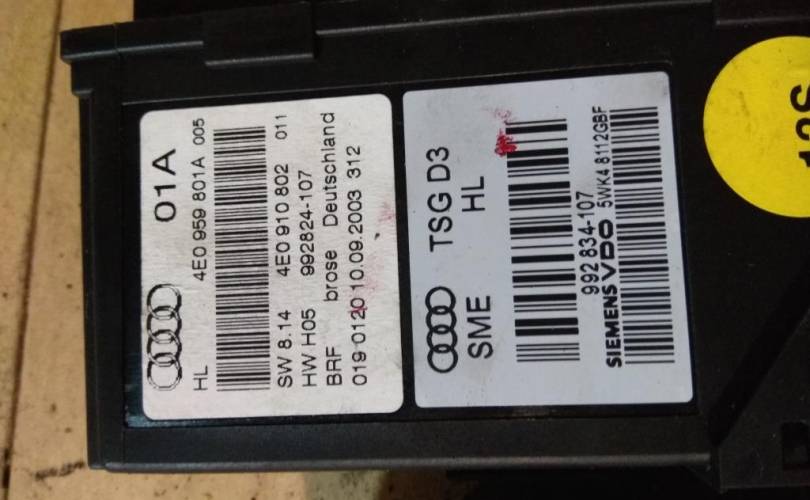 01A
HL 4E0 959 801A 005
SW 8.14 4E0 910 802 011
HW H05 992824-107
BRF brose Deutschland
019 0120 10.09.2003 312
TSG D3
SME HL
992 834-107
SIEMENS VDO 5WK4 8112GBF